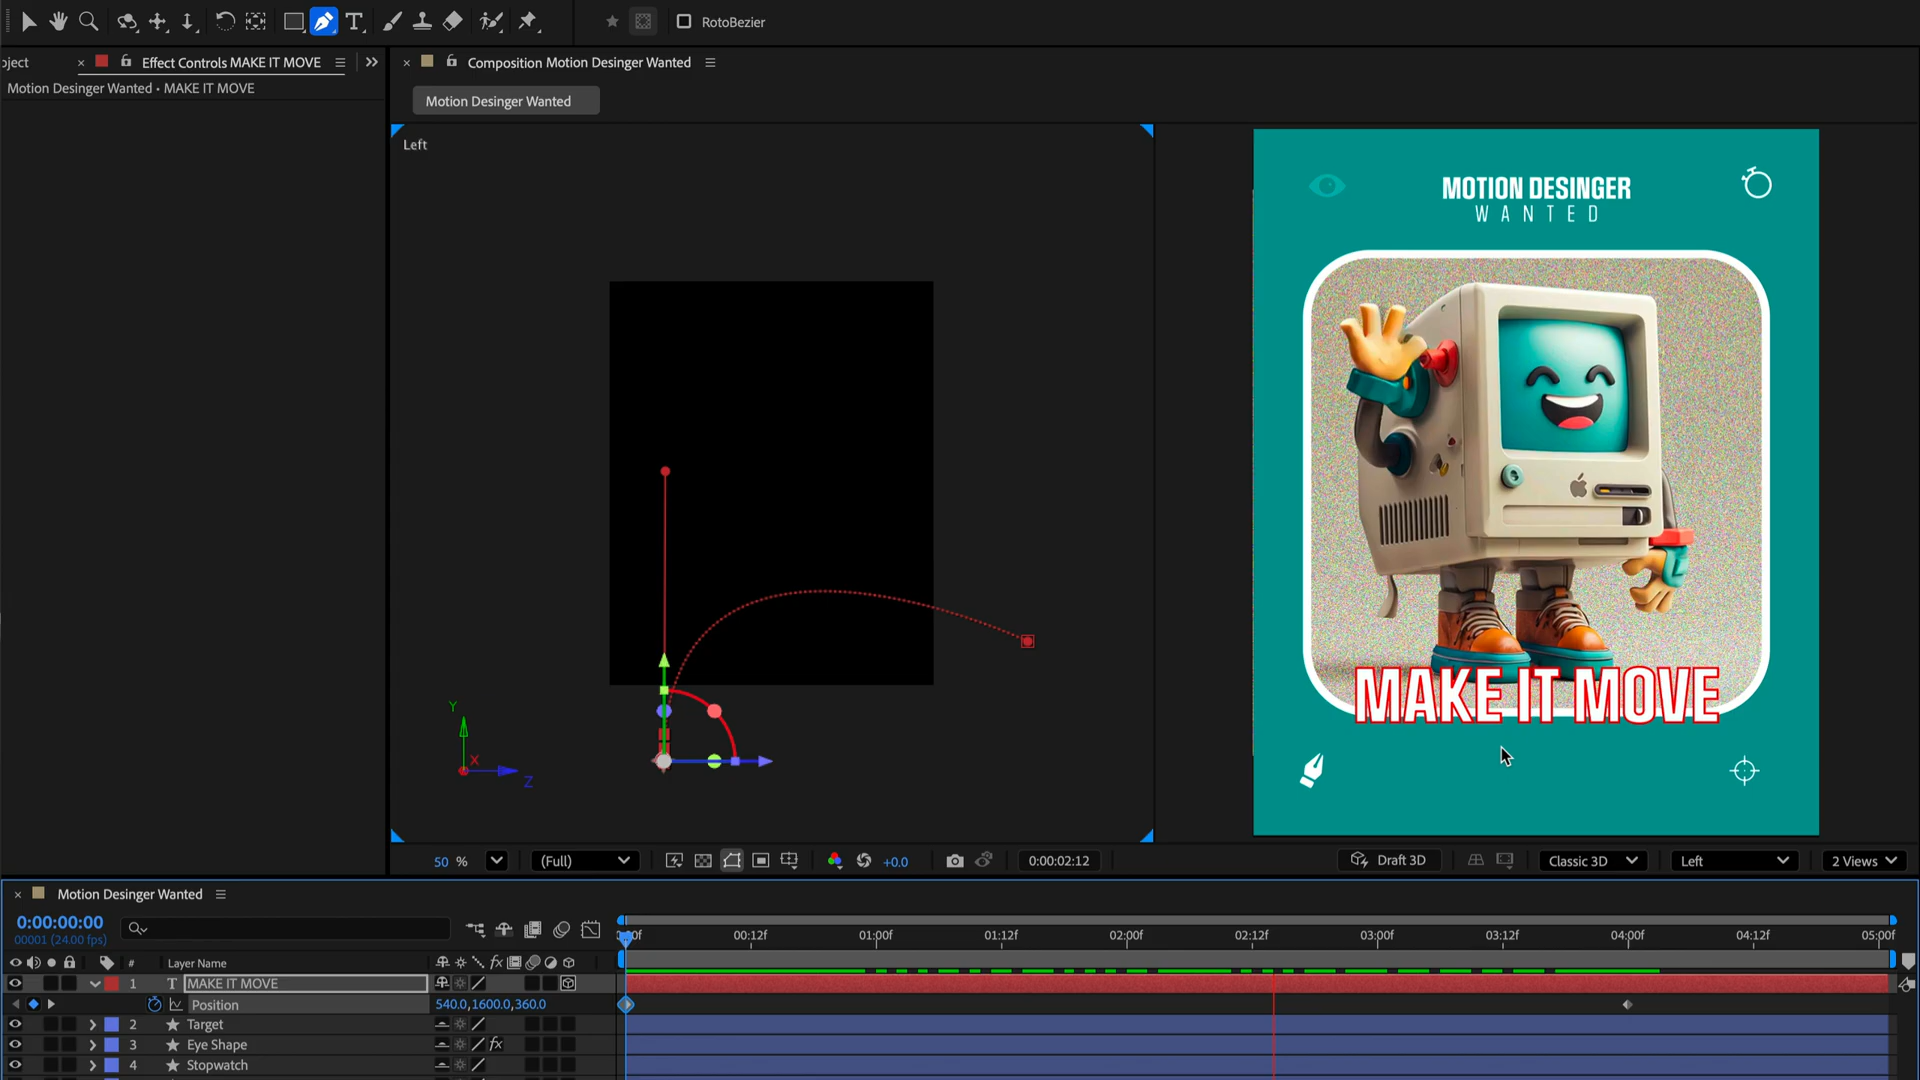 RotoBezier
oject
Effect Controls MAKE IT MOVE
Composition Motion Desinger Wanted
Motion Desinger Wanted • MAKE IT MOVE
Motion Desinger Wanted
Left
MOTION DESINGER
WANTED
MAKE IT MOVE
Y
X
Z
50 %
(Full)
+0.0
0:00:02:12
Draft 3D
Classic 3D
Left
2 Views
Motion Desinger Wanted
0:00:00:00
00001 (24.00 fps)
00f
00:12f
01:00f
01:12f
02:00f
02:12f
03:00f
03:12f
04:00f
04:12f
05:00f
#
Layer Name
fx
1
T
MAKE IT MOVE
Position
540.0,1600.0,360.0
2
Target
3
Eye Shape
fx
4
Stopwatch